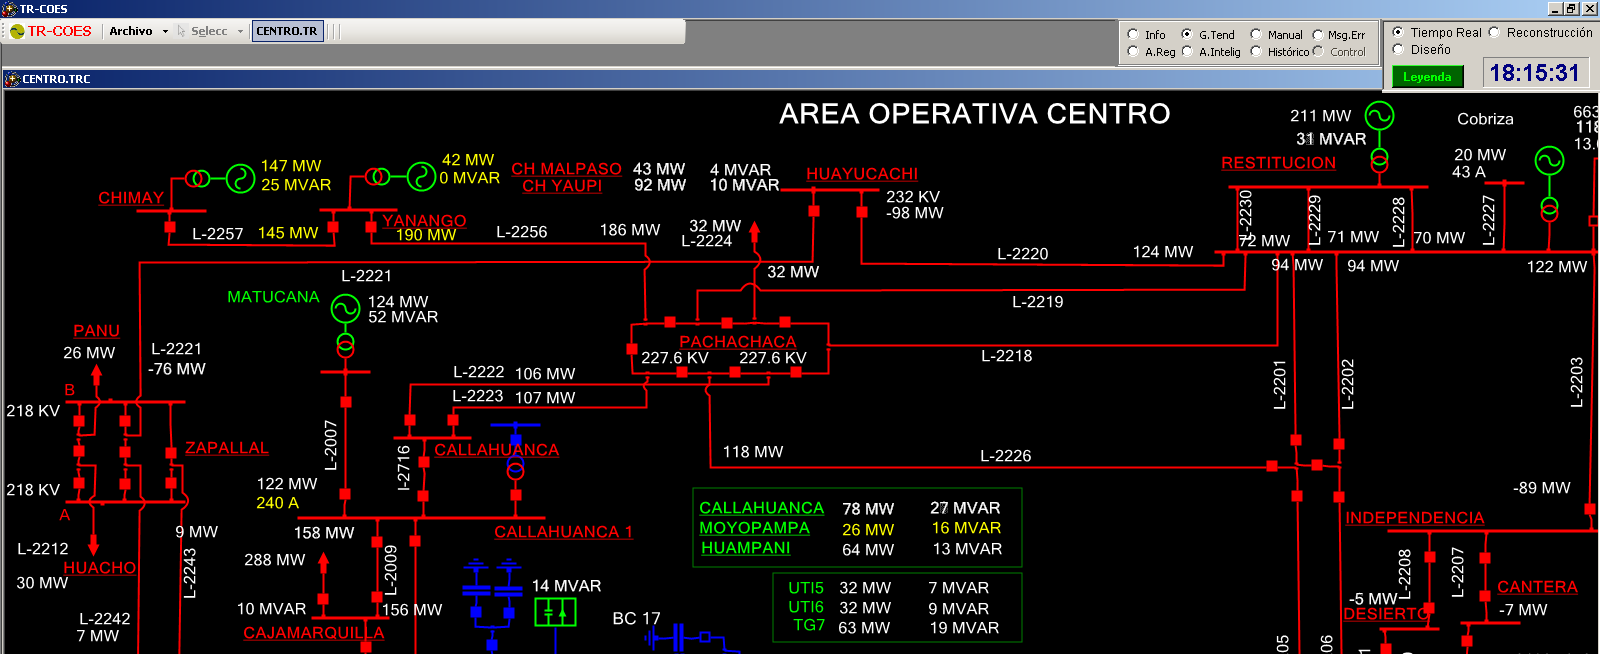 TR-COES
TR-COES Archivo Selecc CENTRO.TR
Info G.Tend Manual Msg.Err
A.Reg A.Intelig Histórico Control
Tiempo Real Reconstrucción
Diseño
Leyenda 18:15:31
CENTRO.TRC
AREA OPERATIVA CENTRO
211 MW
MVAR
RESTITUCION
Cobriza
20 MW
43 A
663
118
13.
147 MW
25 MVAR
CHIMAY
42 MW
0 MVAR
YANANGO
CH MALPASO 43 MW 4 MVAR
CH YAUPI 92 MW 10 MVAR
HUAYUCACHI
232 KV
-98 MW
L-2257 145 MW
190 MW
L-2256 186 MW
32 MW
L-2224
32 MW
L-2220 124 MW
L-2230
L-2229
L-2228
L-2227
72 MW
71 MW
70 MW
94 MW
94 MW
122 MW
L-2221
L-2219
MATUCANA
124 MW
52 MVAR
PANU
26 MW
L-2221
-76 MW
PACHACHACA
227.6 KV 227.6 KV
L-2218
L-2222 106 MW
L-2223 107 MW
L-2201
L-2202
L-2203
B
218 KV
ZAPALLAL
218 KV
A
L-2007
L-2716
CALLAHUANCA
118 MW
L-2226
122 MW
240 A
158 MW
CALLAHUANCA 1
9 MW
L-2212
HUACHO
30 MW
L-2243
L-2242
7 MW
288 MW
L-2009
10 MVAR
156 MW
CAJAMARQUILLA
14 MVAR
BC 17
CALLAHUANCA 78 MW MVAR
MOYOPAMPA 26 MW 16 MVAR
HUAMPANI 64 MW 13 MVAR
UTI5 32 MW 7 MVAR
UTI6 32 MW 9 MVAR
TG7 63 MW 19 MVAR
-89 MW
INDEPENDENCIA
L-2208
L-2207
CANTERA
-7 MW
-5 MW
DESIERTO
05
06